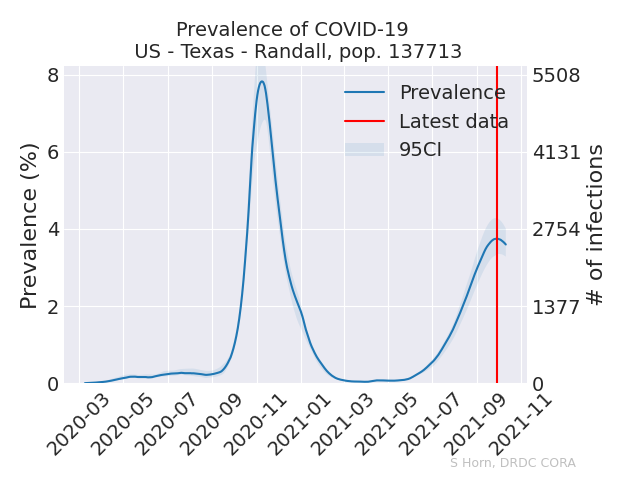 Prevalence of COVID-19
US - Texas - Randall, pop. 137713
Prevalence (%)
8
6
4
2
0
Prevalence
Latest data
95CI
5508
4131
2754
1377
0
# of infections
2020-03
2020-05
2020-07
2020-09
2020-11
2021-01
2021-03
2021-05
2021-07
2021-09
2021-11
S Horn, DRDC CORA